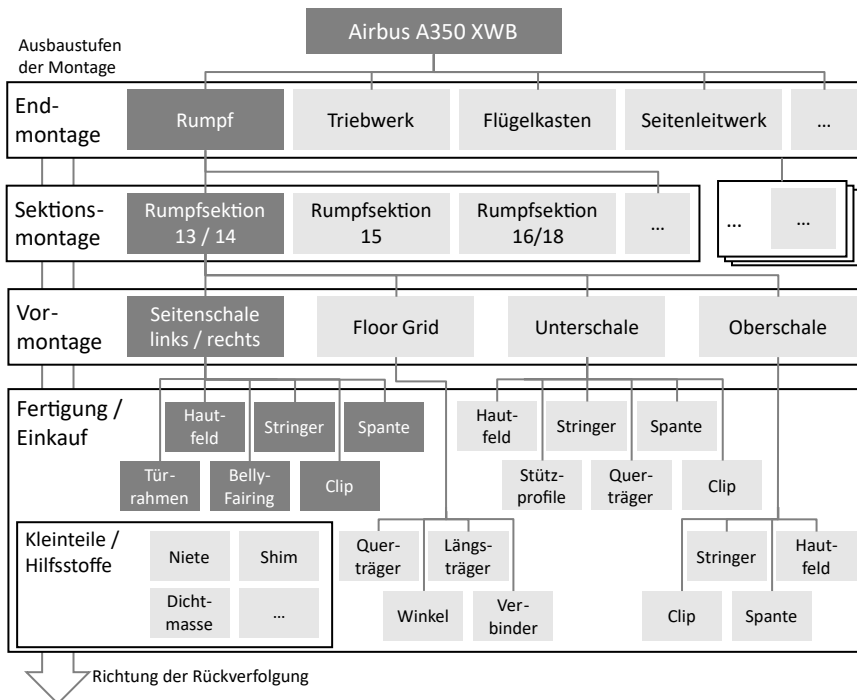 Airbus A350 XWB
Ausbaustufen
der Montage
End-
montage
Rumpf
Triebwerk
Flügelkasten
Seitenleitwerk
...
Sektions-
montage
Rumpfsektion
13 / 14
Rumpfsektion
15
Rumpfsektion
16/18
...
...
...
Vor-
montage
Seitenschale
links / rechts
Floor Grid
Unterschale
Oberschale
Fertigung /
Einkauf
Haut-
feld
Stringer
Spante
Tür-
rahmen
Belly-
Fairing
Clip
Haut-
feld
Stringer
Spante
Stütz-
profile
Quer-
träger
Clip
Kleinteile /
Hilfsstoffe
Niete
Shim
Dicht-
masse
...
Quer-
träger
Längs-
träger
Winkel
Ver-
binder
Stringer
Haut-
feld
Clip
Spante
Richtung der Rückverfolgung